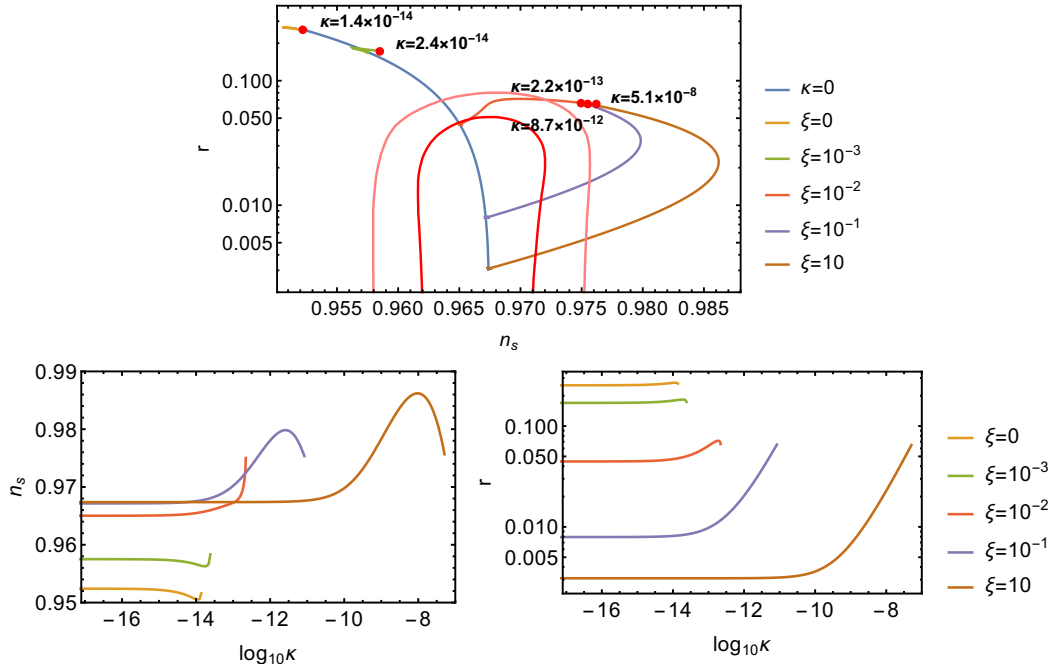 κ=1.4×10⁻¹⁴
κ=2.4×10⁻¹⁴
κ=2.2×10⁻¹³
κ=5.1×10⁻⁸
κ=8.7×10⁻¹²
0.100
0.050
0.010
0.005
r
0.955 0.960 0.965 0.970 0.975 0.980 0.985
nₛ
κ=0
ξ=0
ξ=10⁻³
ξ=10⁻²
ξ=10⁻¹
ξ=10
0.99
0.98
0.97
0.96
0.95
nₛ
−16 −14 −12 −10 −8
log₁₀κ
0.100
0.050
0.010
0.005
r
−16 −14 −12 −10 −8
log₁₀κ
ξ=0
ξ=10⁻³
ξ=10⁻²
ξ=10⁻¹
ξ=10